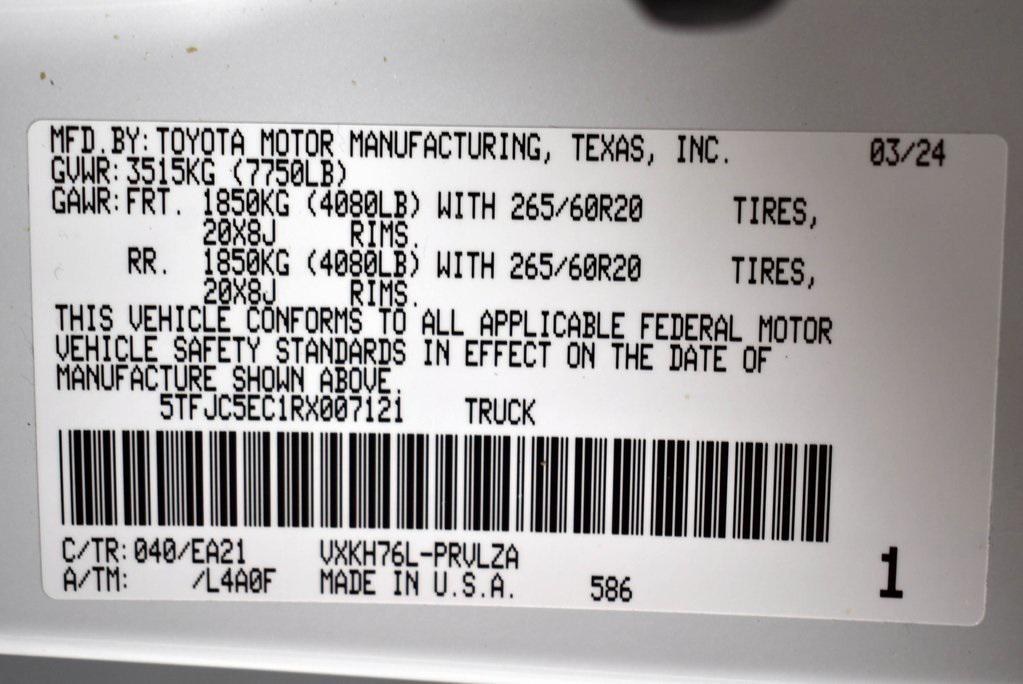 MFD.BY: TOYOTA MOTOR MANUFACTURING, TEXAS, INC. 03/24
GVWR: 3515KG (7750LB)
GAWR: FRT. 1850KG (4080LB) WITH 265/60R20 TIRES,
20X8J RIMS.
RR. 1850KG (4080LB) WITH 265/60R20 TIRES,
20X8J RIMS.
THIS VEHICLE CONFORMS TO ALL APPLICABLE FEDERAL MOTOR
VEHICLE SAFETY STANDARDS IN EFFECT ON THE DATE OF
MANUFACTURE SHOWN ABOVE.
5TFJC5EC1RX007121 TRUCK
C/TR: 040/EA21 VXKH76L-PRVLZA
A/TM: /L4A0F MADE IN U.S.A. 586 1